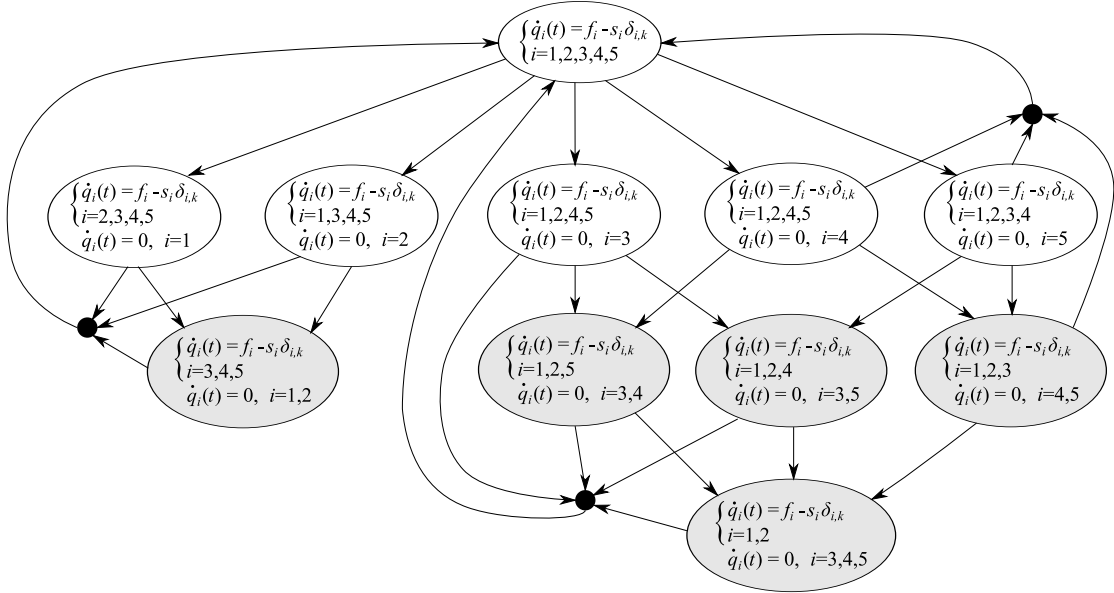 q̇ᵢ(t) = fᵢ - sᵢ δᵢ,ₖ
i=1,2,3,4,5
q̇ᵢ(t) = fᵢ - sᵢ δᵢ,ₖ
i=2,3,4,5
q̇ᵢ(t) = 0, i=1
q̇ᵢ(t) = fᵢ - sᵢ δᵢ,ₖ
i=1,3,4,5
q̇ᵢ(t) = 0, i=2
q̇ᵢ(t) = fᵢ - sᵢ δᵢ,ₖ
i=1,2,4,5
q̇ᵢ(t) = 0, i=3
q̇ᵢ(t) = fᵢ - sᵢ δᵢ,ₖ
i=1,2,4,5
q̇ᵢ(t) = 0, i=4
q̇ᵢ(t) = fᵢ - sᵢ δᵢ,ₖ
i=1,2,3,4
q̇ᵢ(t) = 0, i=5
q̇ᵢ(t) = fᵢ - sᵢ δᵢ,ₖ
i=3,4,5
q̇ᵢ(t) = 0, i=1,2
q̇ᵢ(t) = fᵢ - sᵢ δᵢ,ₖ
i=1,2,5
q̇ᵢ(t) = 0, i=3,4
q̇ᵢ(t) = fᵢ - sᵢ δᵢ,ₖ
i=1,2,4
q̇ᵢ(t) = 0, i=3,5
q̇ᵢ(t) = fᵢ - sᵢ δᵢ,ₖ
i=1,2,3
q̇ᵢ(t) = 0, i=4,5
q̇ᵢ(t) = fᵢ - sᵢ δᵢ,ₖ
i=1,2
q̇ᵢ(t) = 0, i=3,4,5